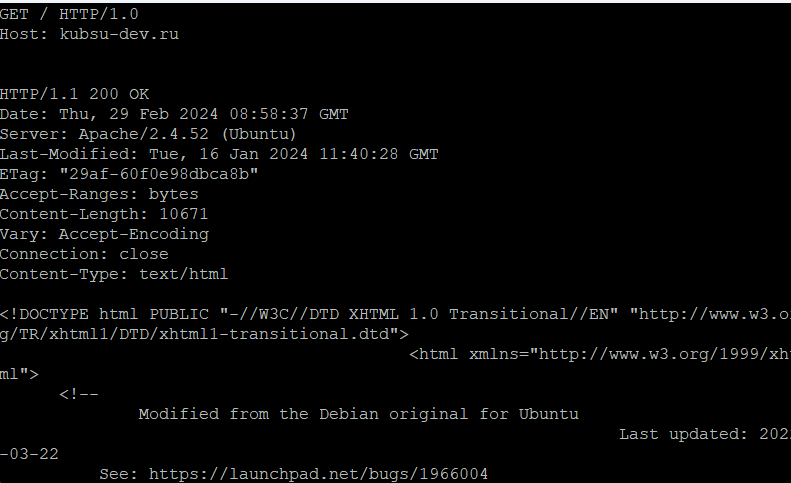 GET / HTTP/1.0
Host: kubsu-dev.ru
HTTP/1.1 200 OK
Date: Thu, 29 Feb 2024 08:58:37 GMT
Server: Apache/2.4.52 (Ubuntu)
Last-Modified: Tue, 16 Jan 2024 11:40:28 GMT
ETag: "29af-60f0e98dbca8b"
Accept-Ranges: bytes
Content-Length: 10671
Vary: Accept-Encoding
Connection: close
Content-Type: text/html
<!DOCTYPE html PUBLIC "-//W3C//DTD XHTML 1.0 Transitional//EN" "http://www.w3.o
g/TR/xhtml1/DTD/xhtml1-transitional.dtd">
<html xmlns="http://www.w3.org/1999/xh
ml">
<!--
Modified from the Debian original for Ubuntu
Last updated: 202
-03-22
See: https://launchpad.net/bugs/1966004